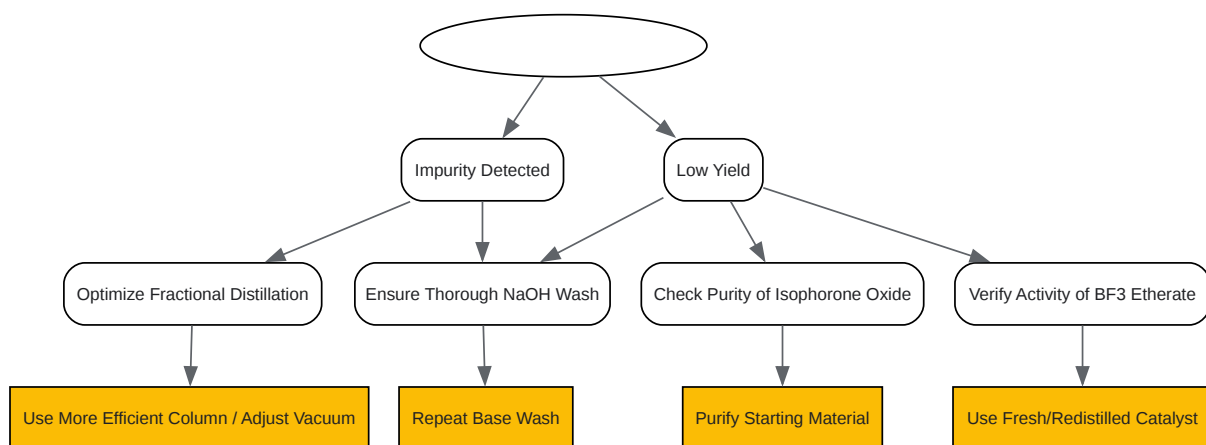 Impurity Detected
Low Yield
Optimize Fractional Distillation
Ensure Thorough NaOH Wash
Check Purity of Isophorone Oxide
Verify Activity of BF3 Etherate
Use More Efficient Column / Adjust Vacuum
Repeat Base Wash
Purify Starting Material
Use Fresh/Redistilled Catalyst